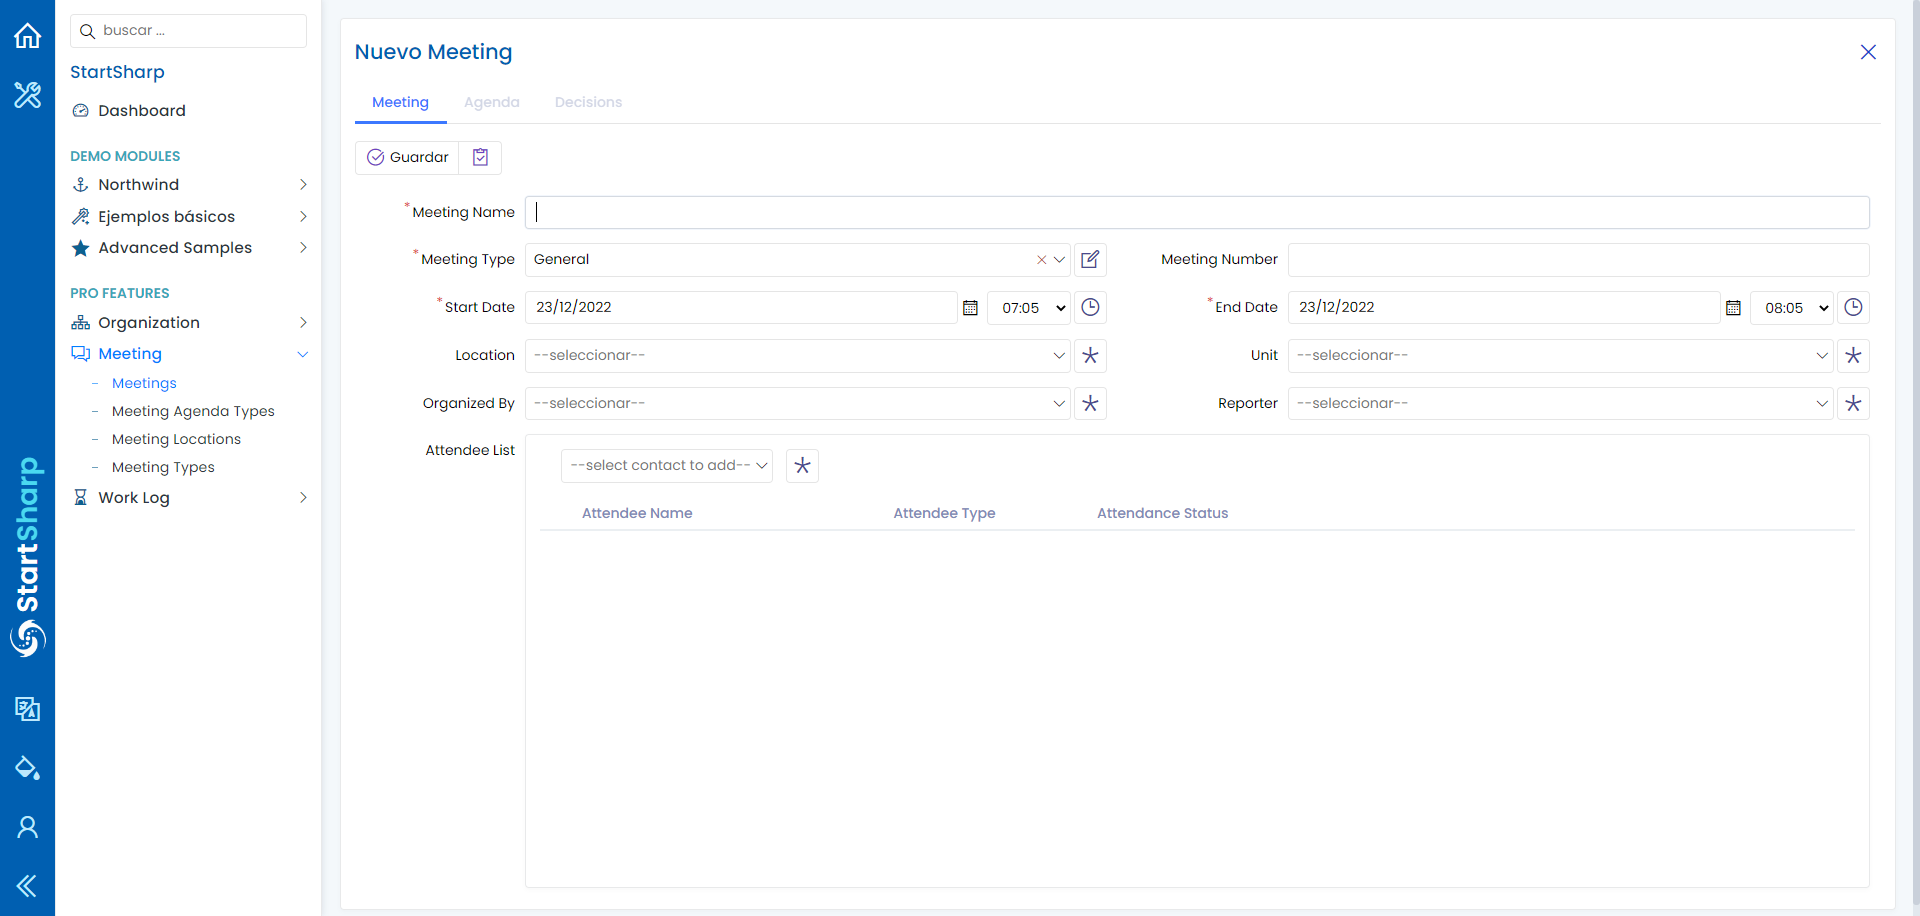 buscar ...
StartSharp
Dashboard
DEMO MODULES
Northwind
Ejemplos básicos
Advanced Samples
PRO FEATURES
Organization
Meeting
- Meetings
- Meeting Agenda Types
- Meeting Locations
- Meeting Types
Work Log
StartSharp
Nuevo Meeting
Meeting Agenda Decisions
Guardar
*Meeting Name
*Meeting Type General
Meeting Number
*Start Date 23/12/2022 07:05
*End Date 23/12/2022 08:05
Location --seleccionar--
Unit --seleccionar--
Organized By --seleccionar--
Reporter --seleccionar--
Attendee List
--select contact to add--
Attendee Name Attendee Type Attendance Status